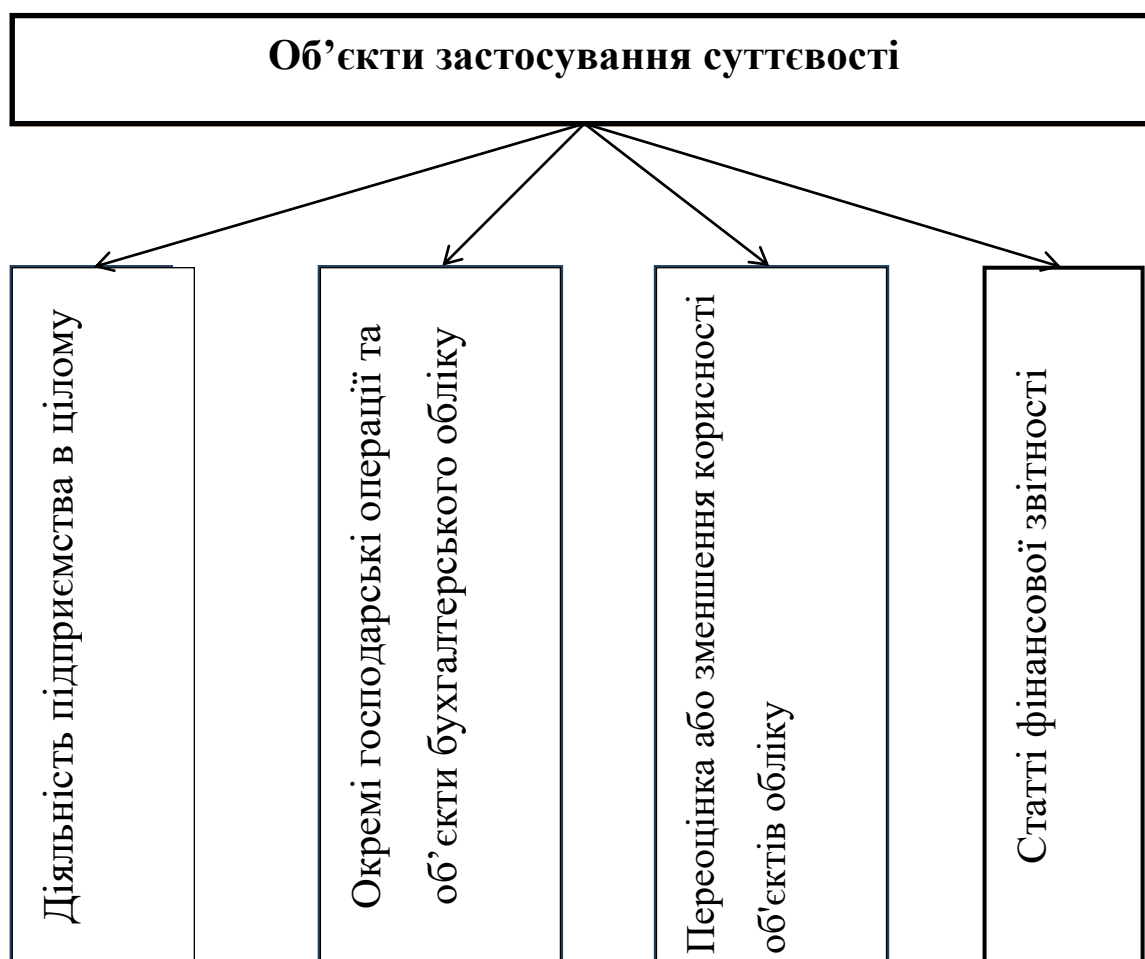 Об’єкти застосування суттєвості
Діяльність підприємства в цілому
Окремі господарські операції та
об’єкти бухгалтерського обліку
Переоцінка або зменшення корисності
об'єктів обліку
Статті фінансової звітності